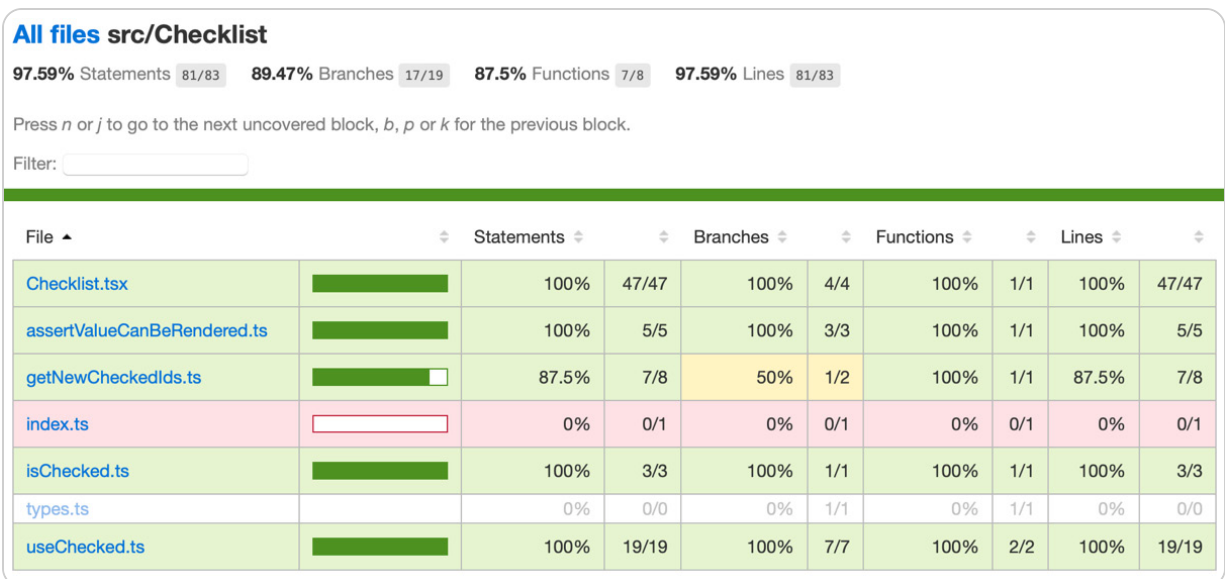 All files src/Checklist
97.59% Statements 81/83 89.47% Branches 17/19 87.5% Functions 7/8 97.59% Lines 81/83
Press n or j to go to the next uncovered block, b, p or k for the previous block.
Filter:
File Statements Branches Functions Lines
Checklist.tsx 100% 47/47 100% 4/4 100% 1/1 100% 47/47
assertValueCanBeRendered.ts 100% 5/5 100% 3/3 100% 1/1 100% 5/5
getNewCheckedIds.ts 87.5% 7/8 50% 1/2 100% 1/1 87.5% 7/8
index.ts 0% 0/1 0% 0/1 0% 0/1 0% 0/1
isChecked.ts 100% 3/3 100% 1/1 100% 1/1 100% 3/3
types.ts 0% 0/0 0% 1/1 0% 1/1 0% 0/0
useChecked.ts 100% 19/19 100% 7/7 100% 2/2 100% 19/19